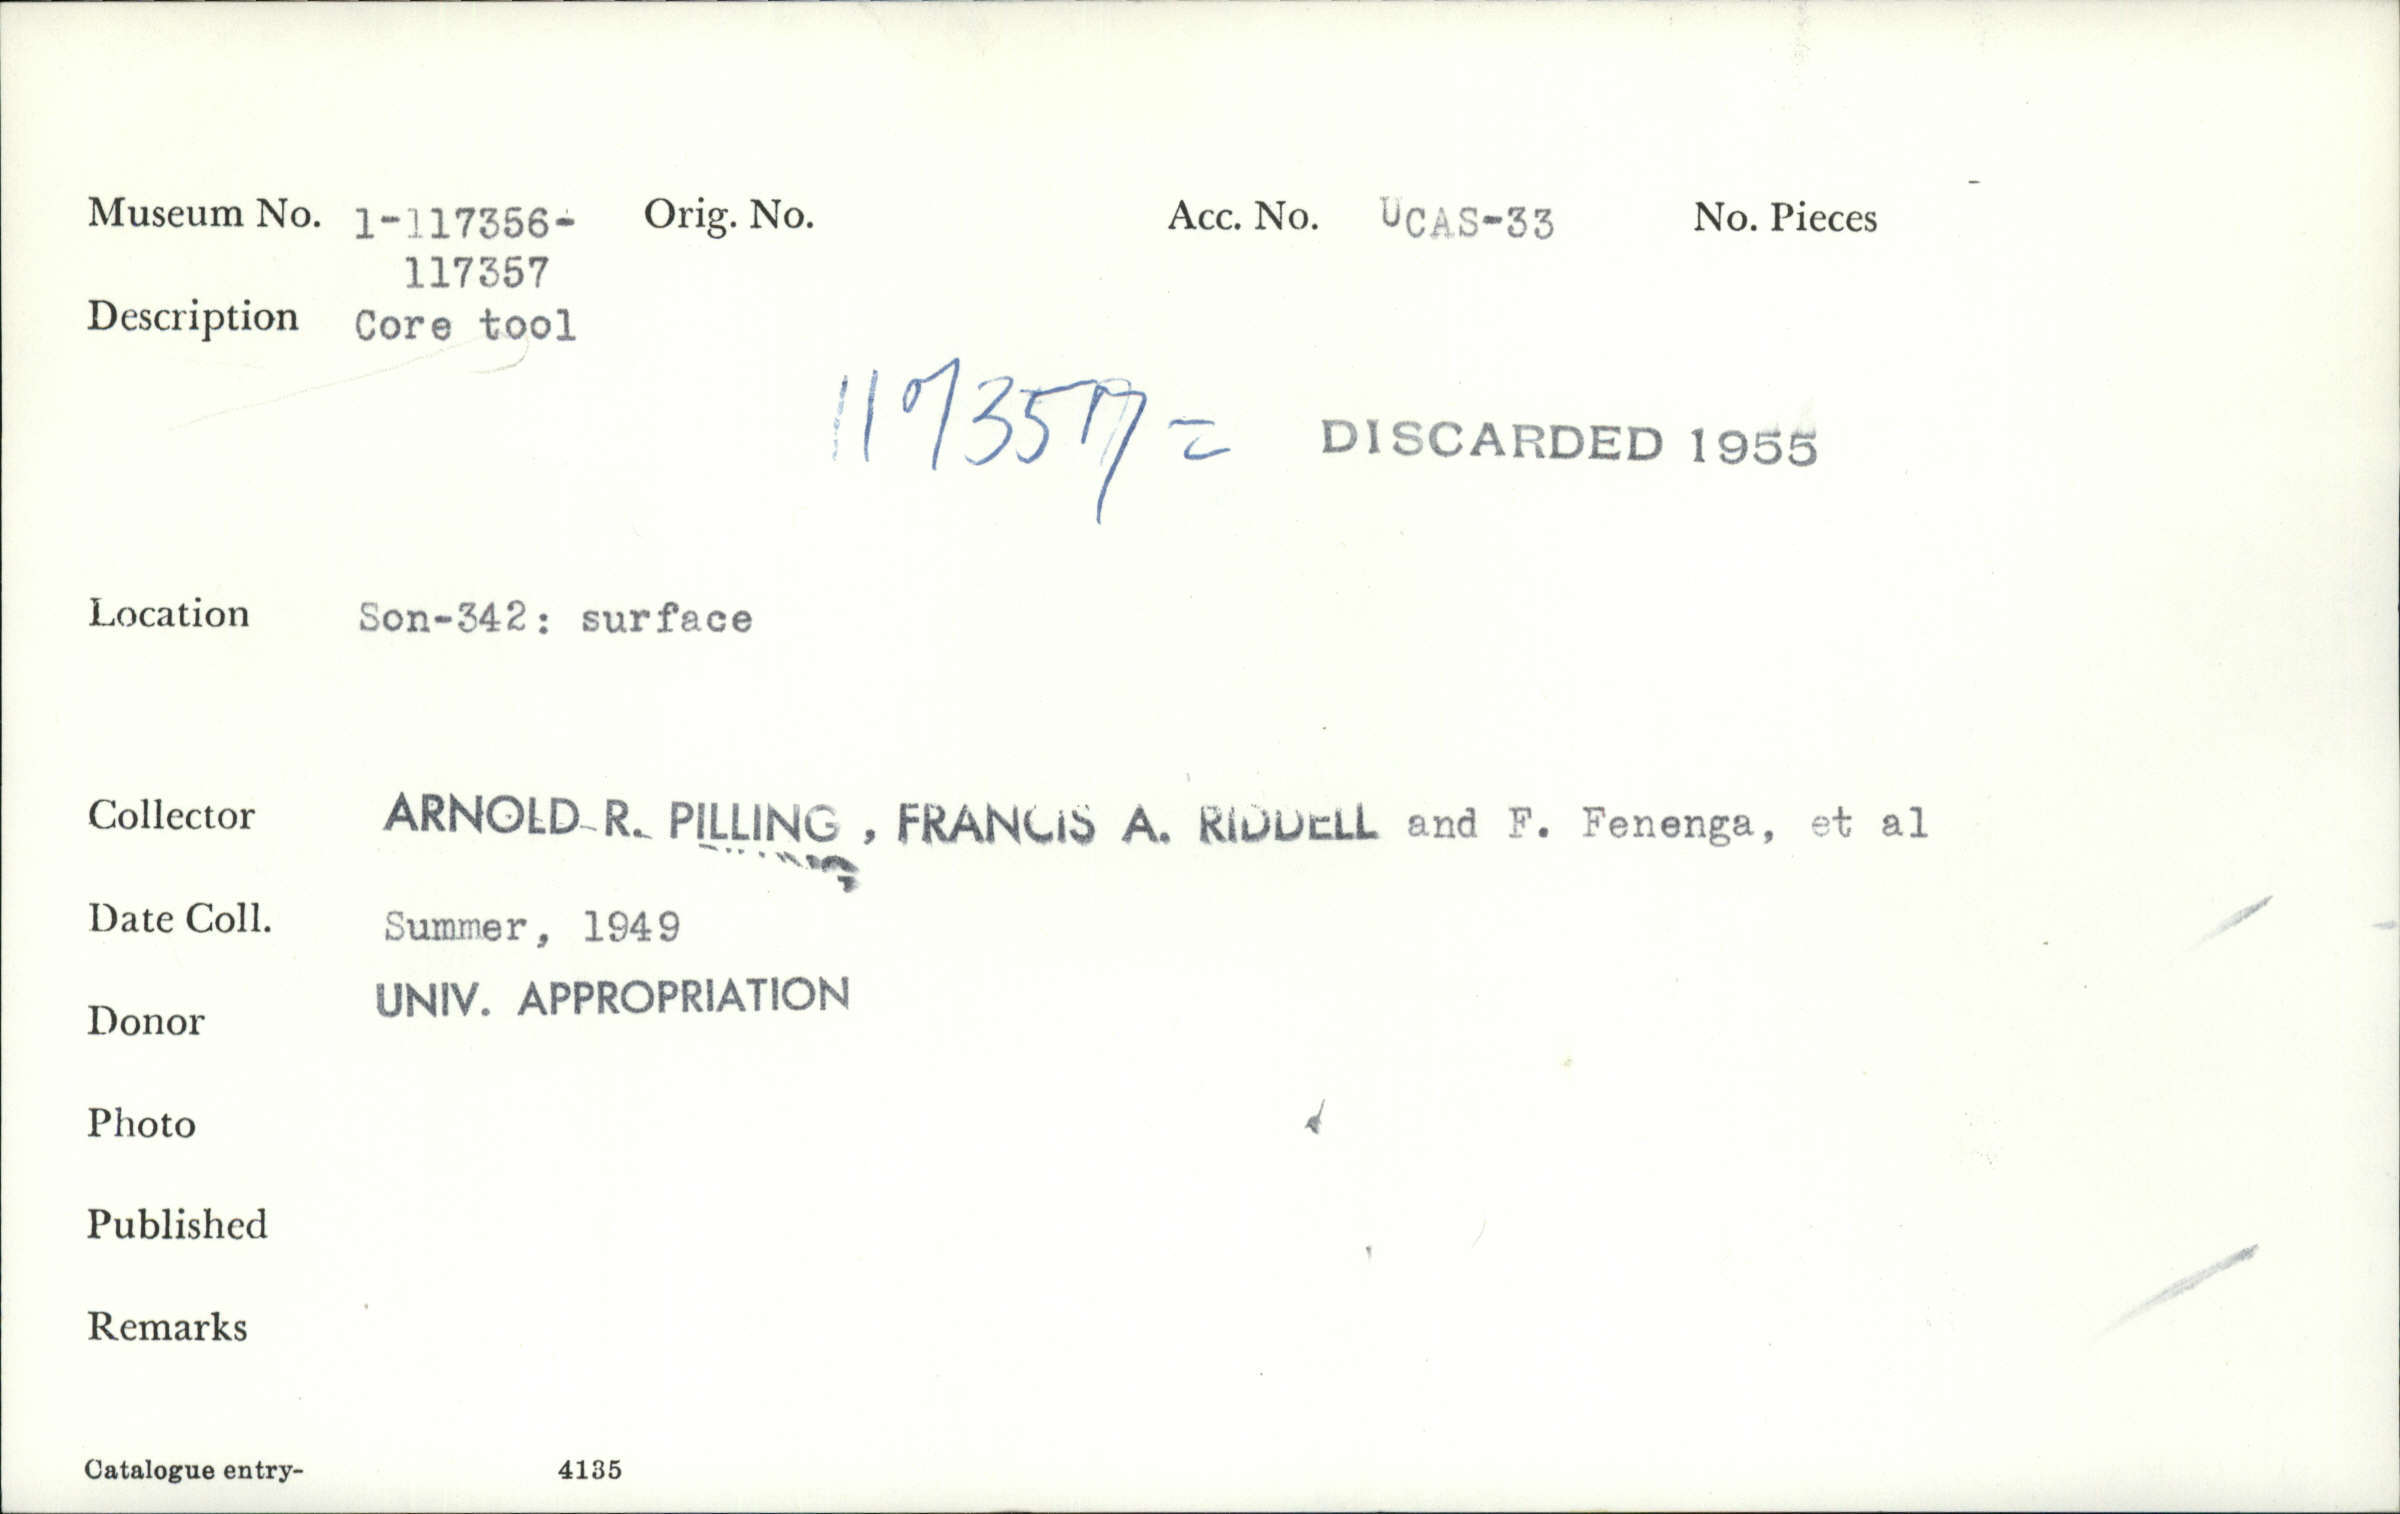 Museum No. 1-117356- Orig. No. Acc. No. UCAS-33 No. Pieces
117357
Description Core tool
117357 = DISCARDED 1955
Location Son-342: surface
Collector ARNOLD R. PILLING, FRANCIS A. RIDDELL and F. Fenenga, et al
Date Coll. Summer, 1949
Donor UNIV. APPROPRIATION
Photo
Published
Remarks
Catalogue entry- 4135